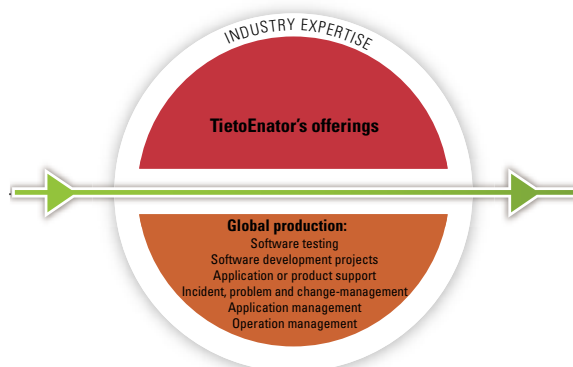 INDUSTRY EXPERTISE
TietoEnator's offerings
Global production:
Software testing
Software development projects
Application or product support
Incident, problem and change-management
Application management
Operation management